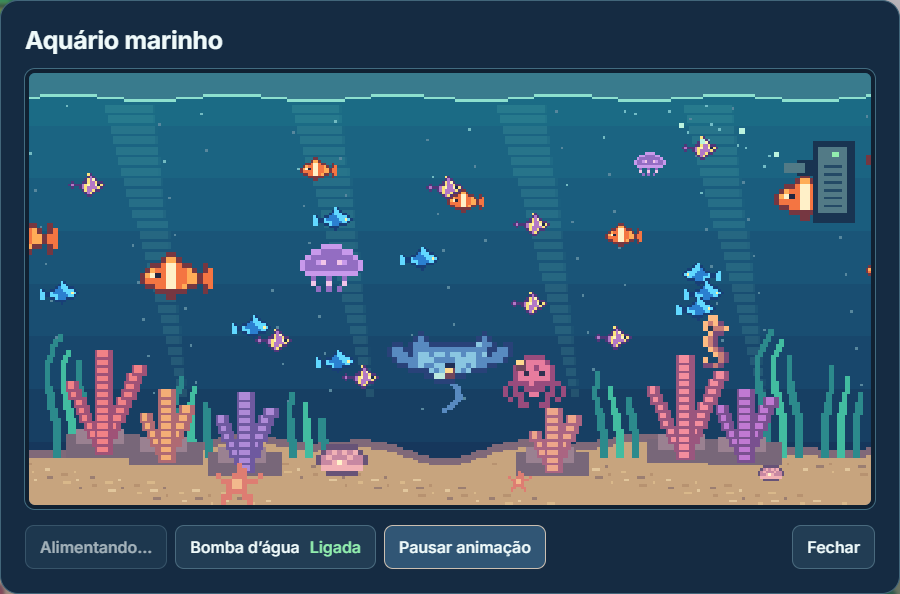 Aquário marinho
Alimentando...
Bomba d’água Ligada
Pausar animação
Fechar